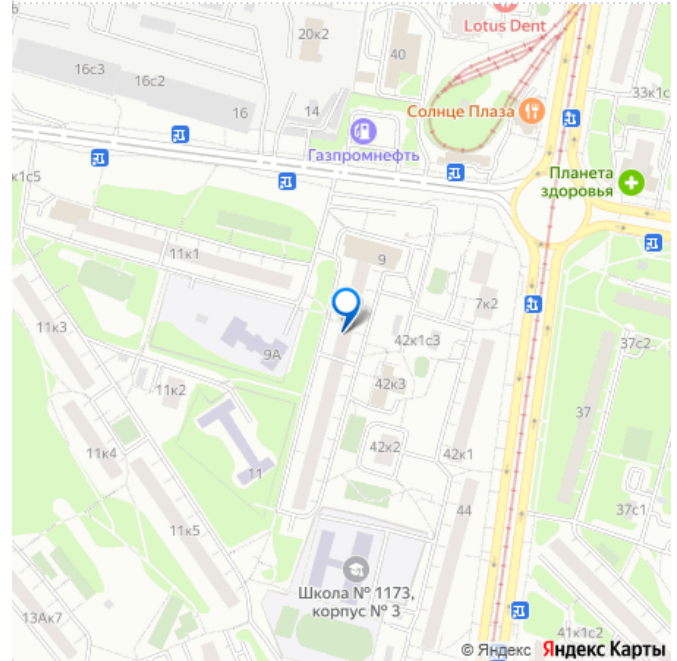 Lotus Dent
20к2
40
16с3
16с2
33к1с
16
14
Солнце Плаза
Газпромнефть
Планета
здоровья
к1с5
11к1
9
7к2
11к3
42к1с3
37с2
9А
11к2
42к3
37
11к4
42к2
42к1
11
44
37с1
11к5
Школа № 1173,
корпус № 3
13Ак7
41к1с2
© Яндекс Яндекс Карты